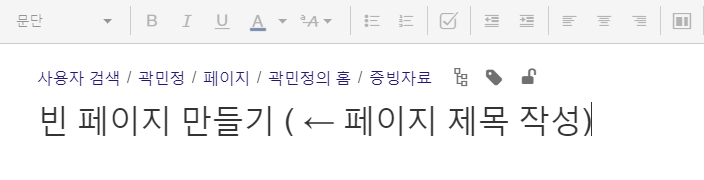 문단
B I U A ªA
사용자 검색 / 곽민정 / 페이지 / 곽민정의 홈 / 증빙자료
빈 페이지 만들기 ( ← 페이지 제목 작성)